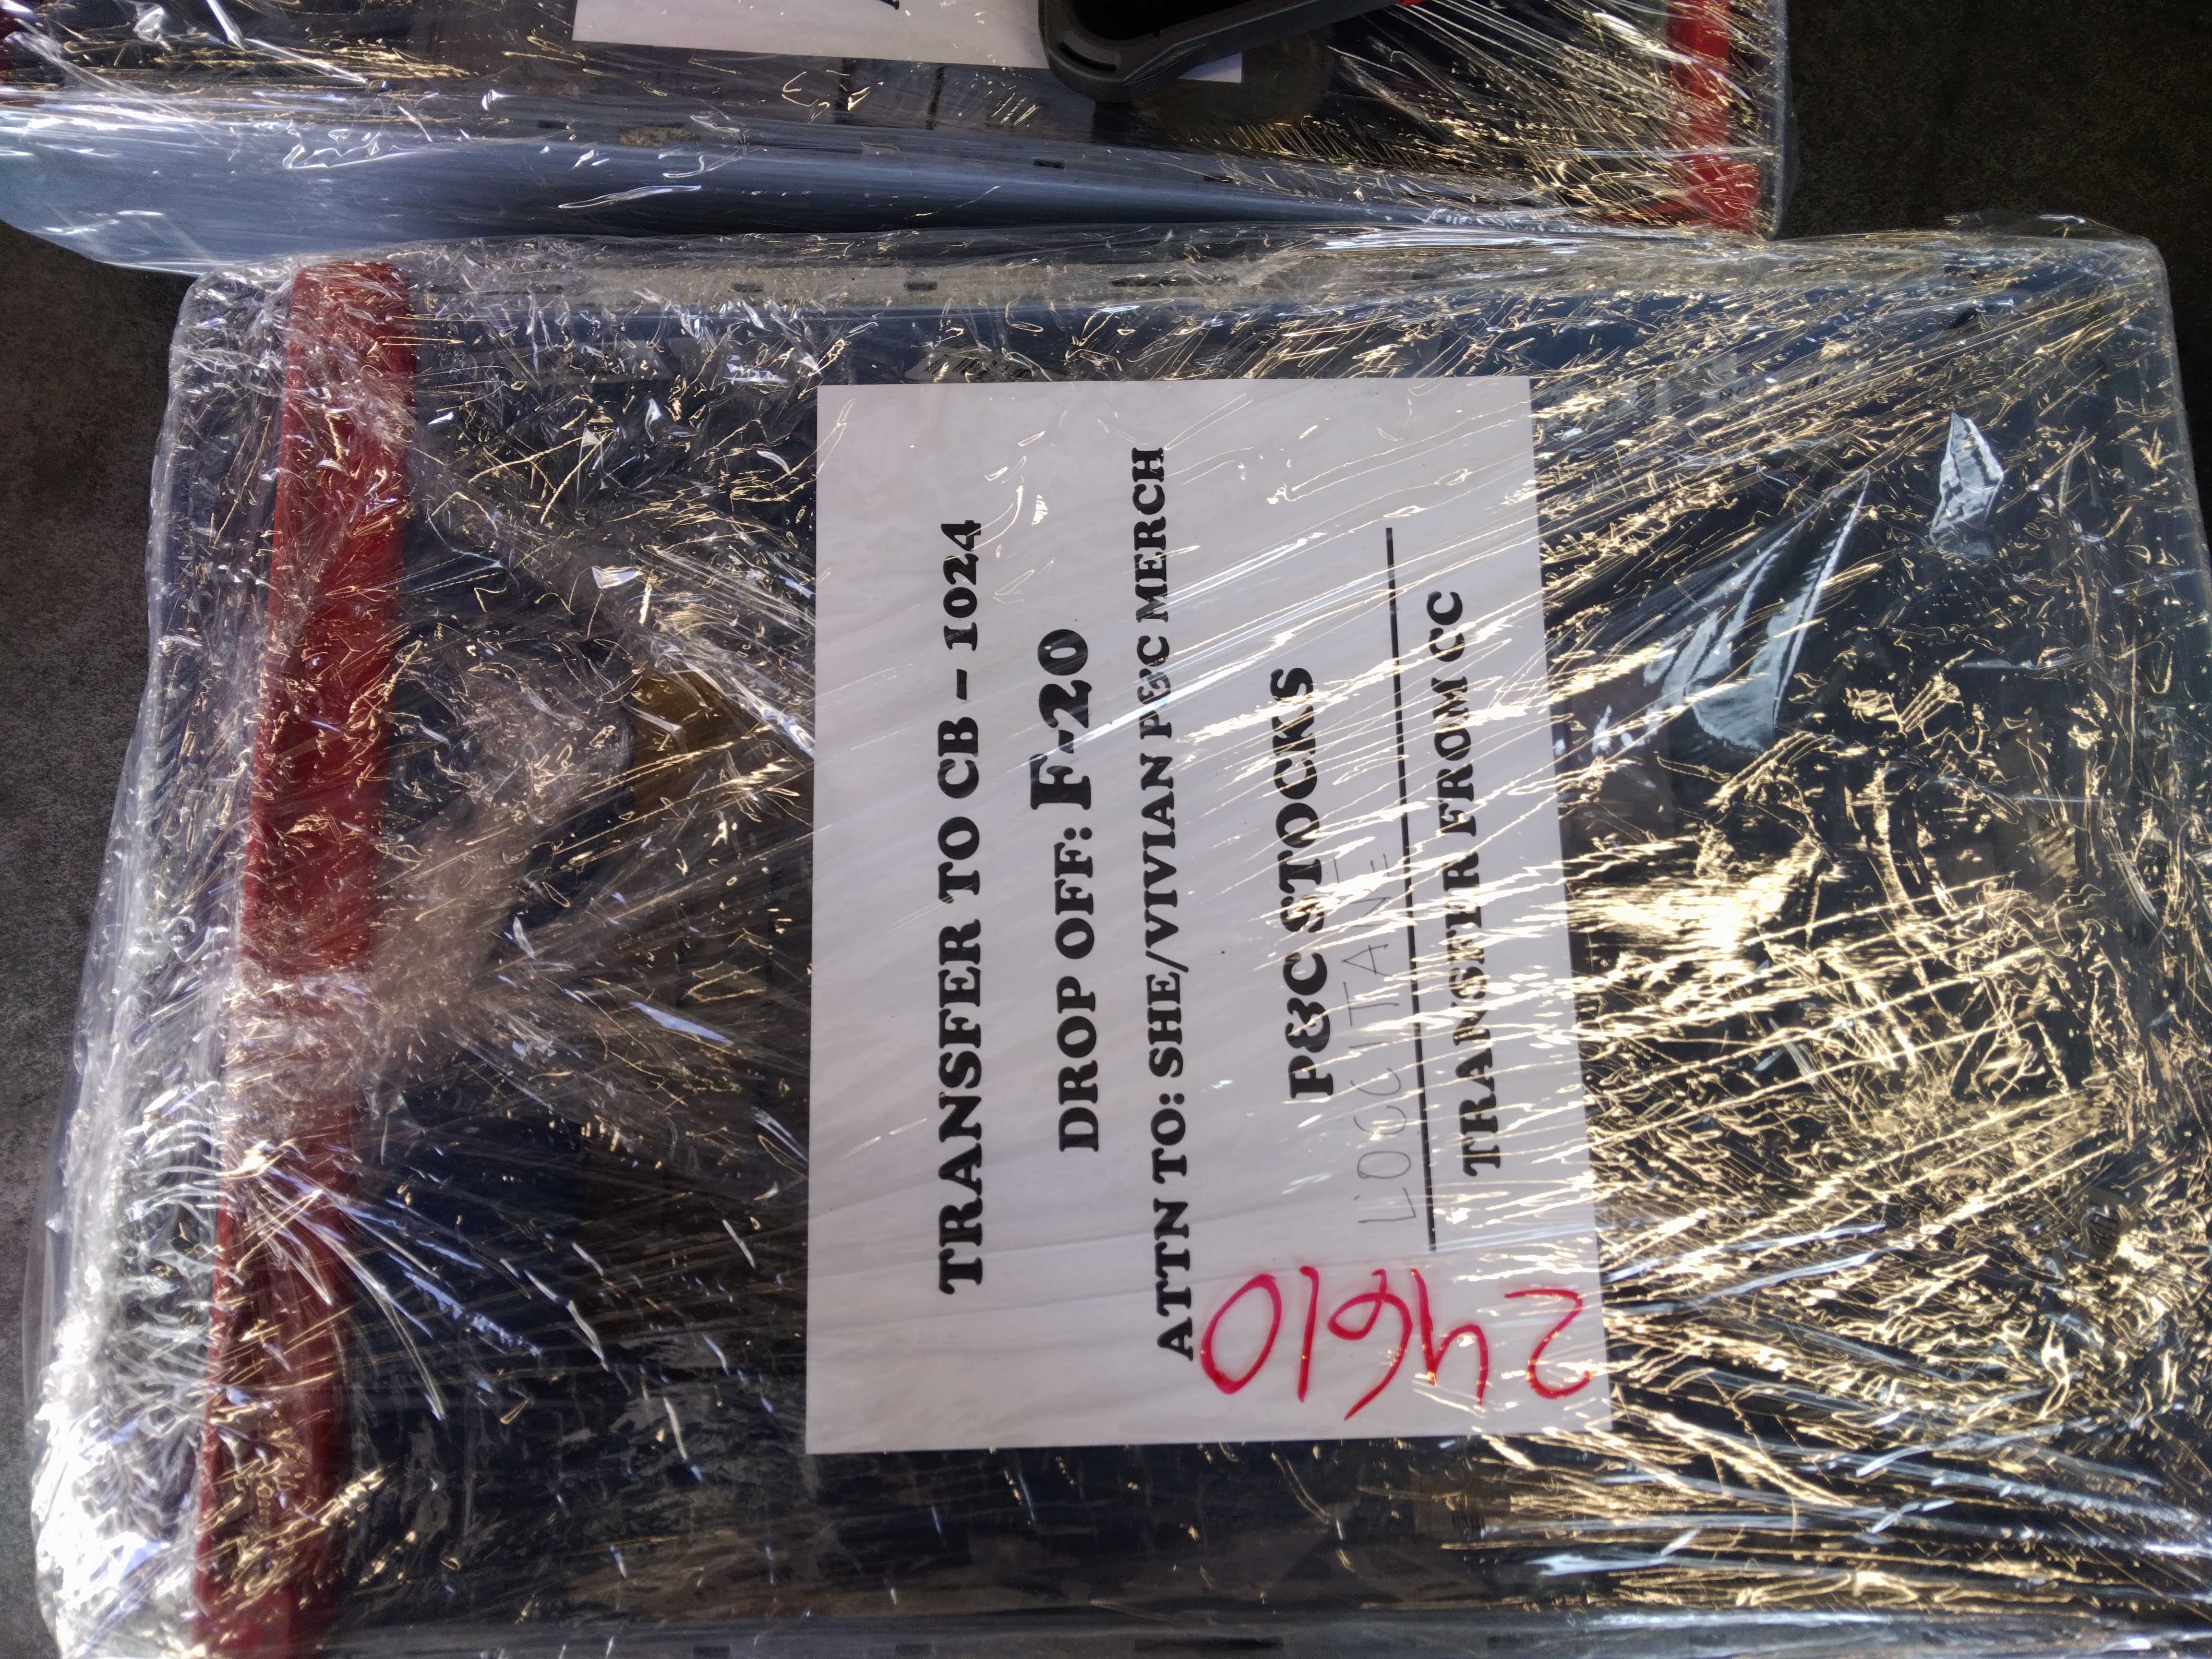 TRANSFER TO CB - 1024
DROP OFF: F-20
ATTN TO: SHE/VIVIAN P&C MERCH
P&C STOCKS
LOCCITANE
TRANSFER FROM CC
24610